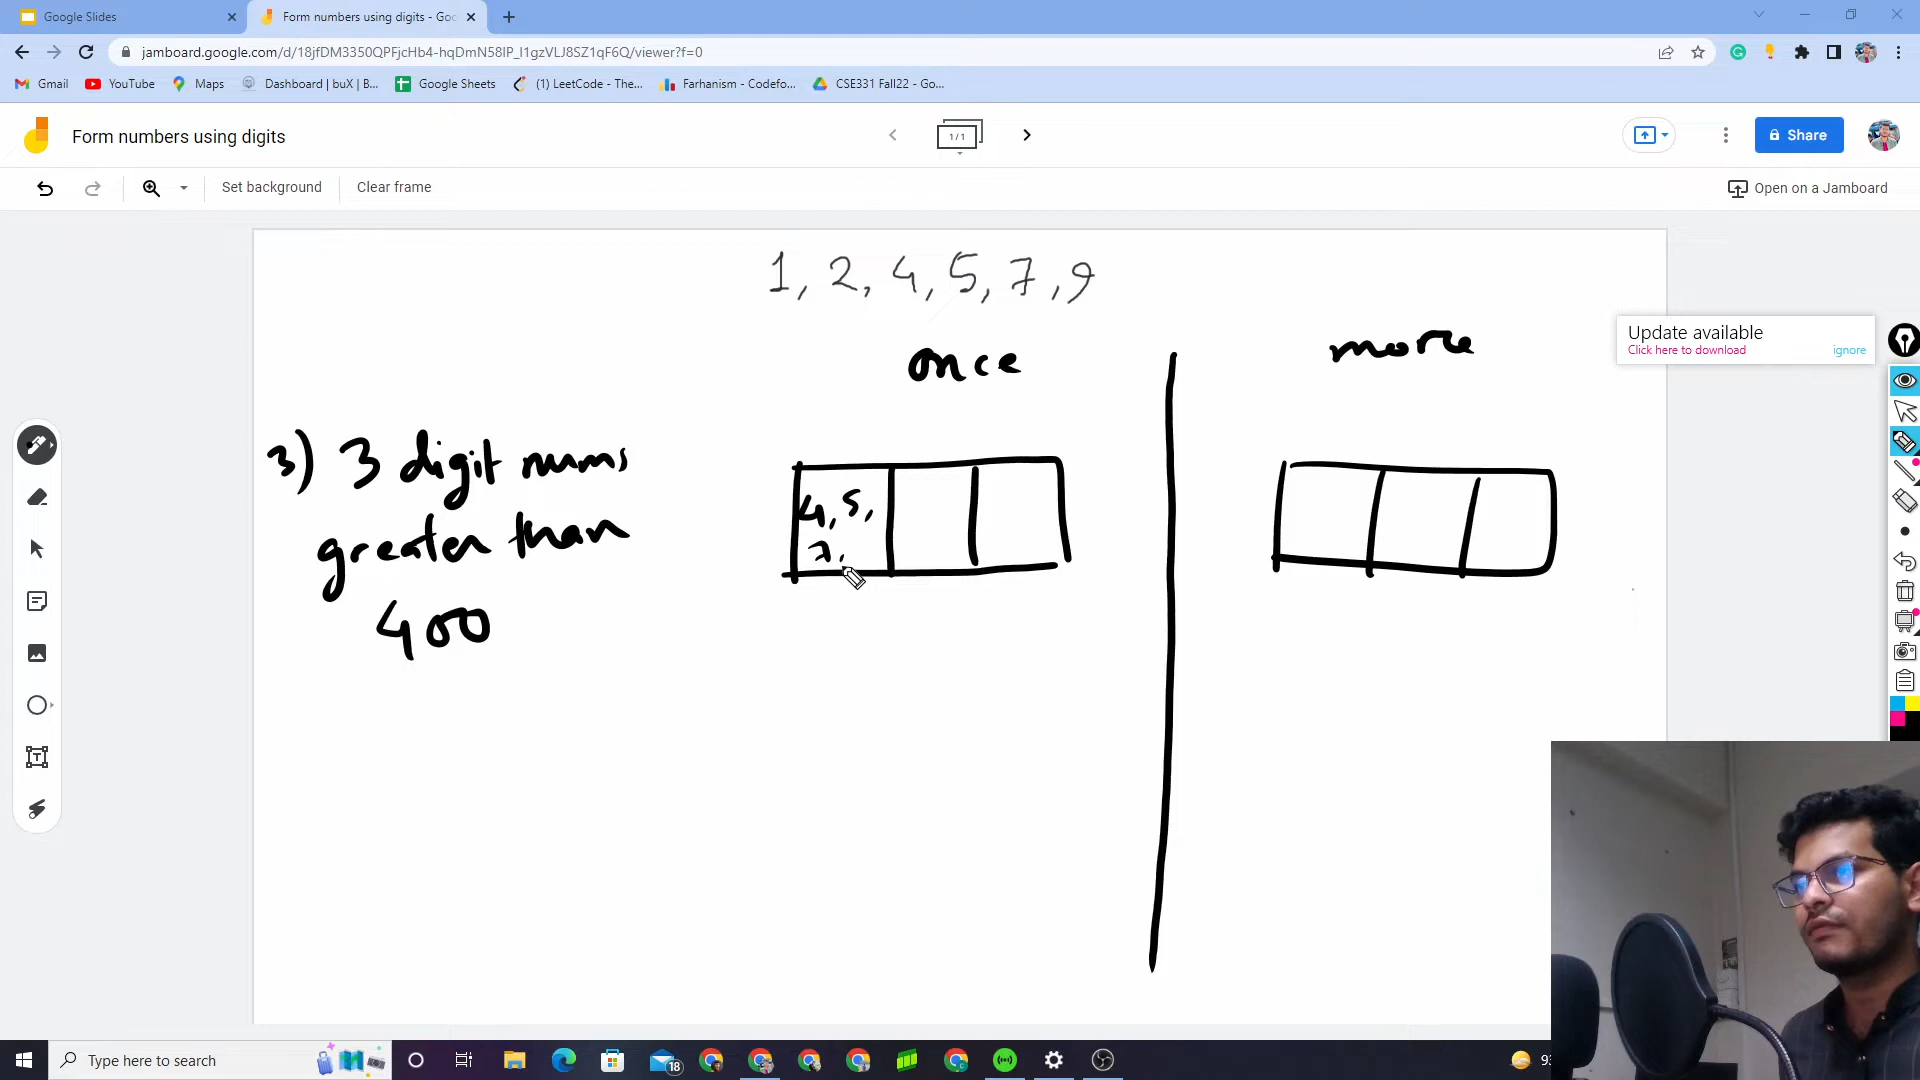 Google Slides
Form numbers using digits - Goo
jamboard.google.com/d/18jfDM3350QPFjcHb4-hqDmN58IP_I1gzVLJ8SZ1qF6Q/viewer?f=0
Gmail
YouTube
Maps
Dashboard | buX | B...
Google Sheets
(1) LeetCode - The...
Farhanism - Codefo...
CSE331 Fall22 - Go...
Form numbers using digits
1 / 1
Share
Set background
Clear frame
Open on a Jamboard
1, 2, 4, 5, 7, 9
Update available
Click here to download ignore
once
more
3) 3 digit nums
greater than
400
4, 5,
7,
Type here to search
18